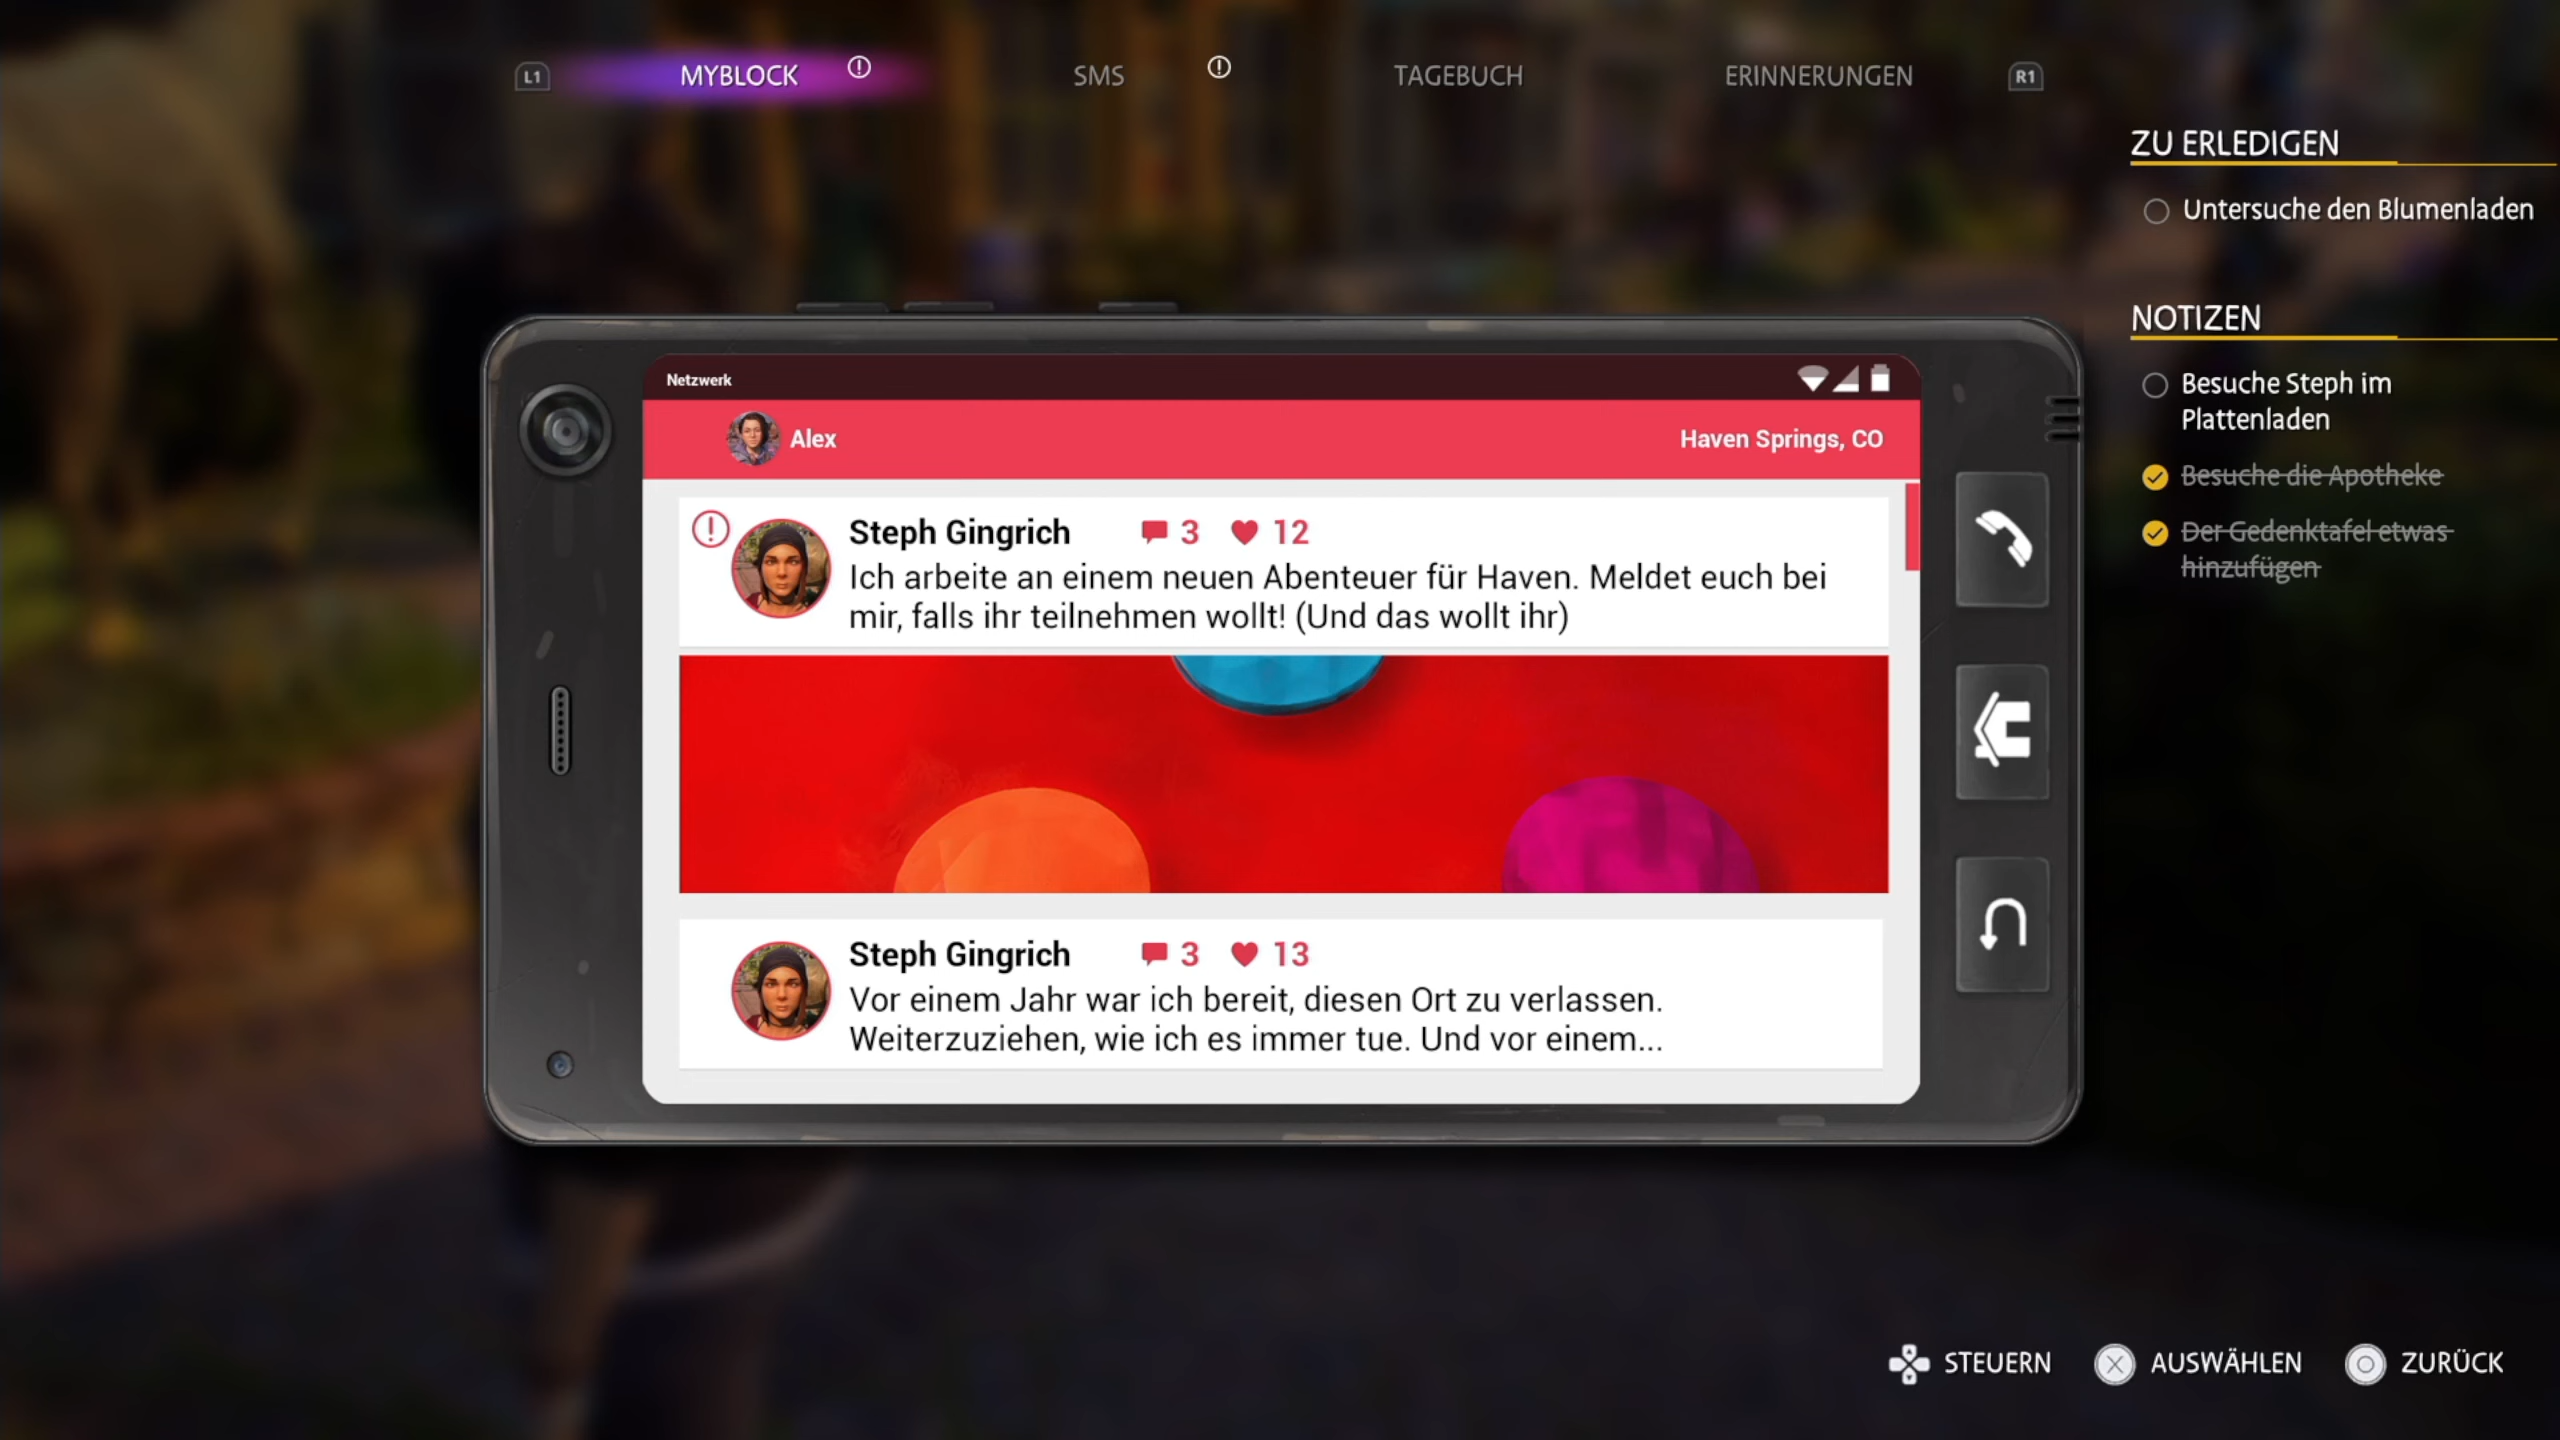 L1 MYBLOCK SMS TAGEBUCH ERINNERUNGEN R1
ZU ERLEDIGEN
Untersuche den Blumenladen
NOTIZEN
Besuche Steph im
Plattenladen
Besuche die Apotheke
Der Gedenktafel etwas
hinzufügen
Netzwerk
Alex Haven Springs, CO
Steph Gingrich 3 12
Ich arbeite an einem neuen Abenteuer für Haven. Meldet euch bei
mir, falls ihr teilnehmen wollt! (Und das wollt ihr)
Steph Gingrich 3 13
Vor einem Jahr war ich bereit, diesen Ort zu verlassen.
Weiterzuziehen, wie ich es immer tue. Und vor einem...
STEUERN AUSWÄHLEN ZURÜCK